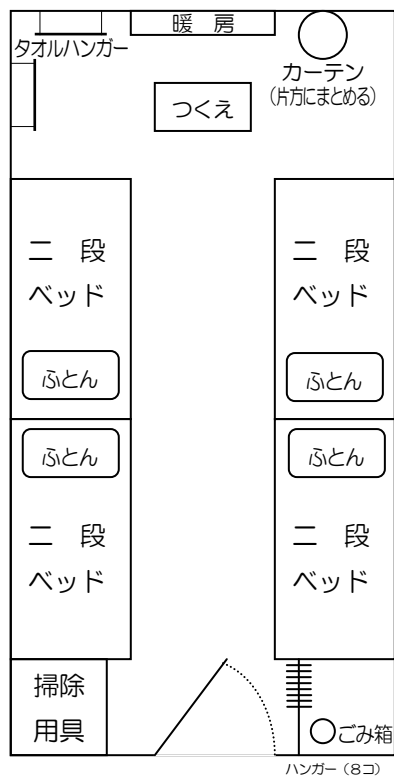 暖 房
タオルハンガー
カーテン
(片方にまとめる)
つくえ
二 段
ベッド
ふとん
二 段
ベッド
ふとん
ふとん
二 段
ベッド
ふとん
二 段
ベッド
掃除
用具
ごみ箱
ハンガー（8コ）